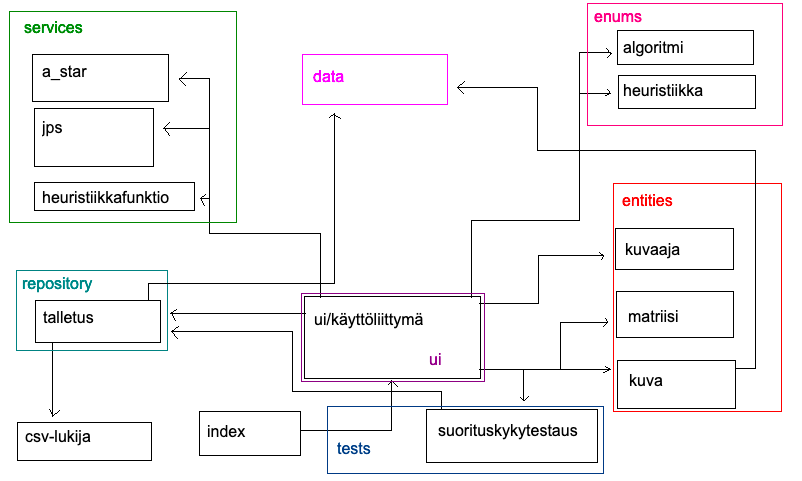 services
a_star
jps
heuristiikkafunktio
data
enums
algoritmi
heuristiikka
entities
kuvaaja
matriisi
kuva
repository
talletus
ui/käyttöliittymä
ui
csv-lukija
index
tests
suorituskykytestaus